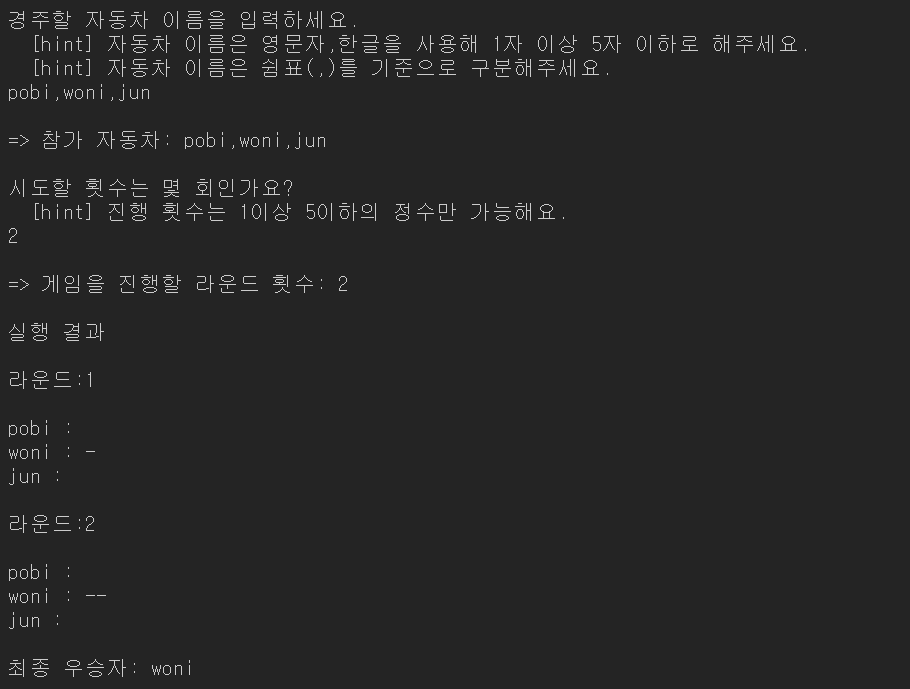 경주할 자동차 이름을 입력하세요.
[hint] 자동차 이름은 영문자,한글을 사용해 1자 이상 5자 이하로 해주세요.
[hint] 자동차 이름은 쉼표(,)를 기준으로 구분해주세요.
pobi,woni,jun
=> 참가 자동차: pobi,woni,jun
시도할 횟수는 몇 회인가요?
[hint] 진행 횟수는 1이상 5이하의 정수만 가능해요.
2
=> 게임을 진행할 라운드 횟수: 2
실행 결과
라운드:1
pobi :
woni : -
jun :
라운드:2
pobi :
woni : --
jun :
최종 우승자: woni